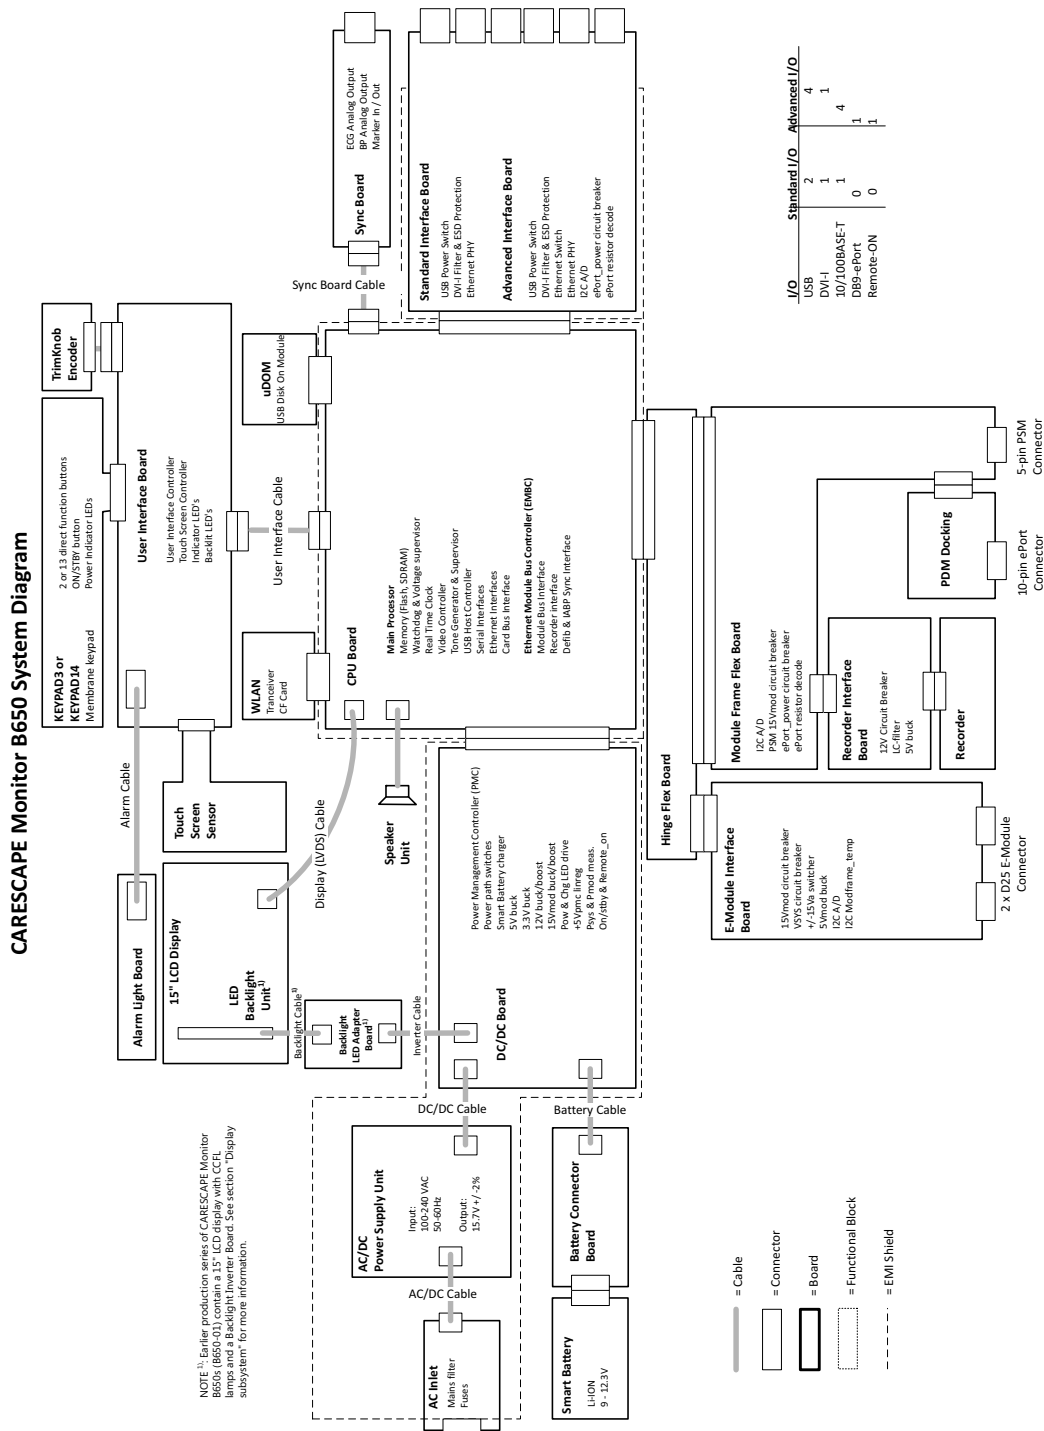 CARESCAPE Monitor B650 System Diagram
KEYPAD3 or
KEYPAD14
Membrane keypad
2 or 13 direct function buttons
ON/STBY button
Power Indicator LEDs
TrimKnob
Encoder
Alarm Light Board
Alarm Cable
User Interface Board
User Interface Controller
Touch Screen Controller
Indicator LED's
Backlit LED's
15" LCD Display
LED
Backlight
Unit1)
Touch
Screen
Sensor
User Interface Cable
WLAN
Tranceiver
CF Card
uDOM
USB Disk On Module
Sync Board Cable
Sync Board
ECG Analog Output
BP Analog Output
Marker In / Out
NOTE 1): Earlier production series of CARESCAPE Monitor
B650s (B650-01) contain a 15" LCD display with CCFL
lamps and a Backlight Inverter Board. See section "Display
subsystem" for more information.
Backlight Cable1)
Display (LVDS) Cable
Backlight
LED Adapter
Board1)
Inverter Cable
Speaker
Unit
CPU Board
Main Processor
Memory (Flash, SDRAM)
Watchdog & Voltage supervisor
Real Time Clock
Video Controller
Tone Generator & Supervisor
USB Host Controller
Serial Interfaces
Ethernet Interfaces
Card Bus Interface
Ethernet Module Bus Controller (EMBC)
Module Bus Interface
Recorder interface
Defib & IABP Sync Interface
Standard Interface Board
USB Power Switch
DVI-I Filter & ESD Protection
Ethernet PHY
Advanced Interface Board
USB Power Switch
DVI-I Filter & ESD Protection
Ethernet Switch
Ethernet PHY
I2C A/D
ePort_power circuit breaker
ePort resistor decode
AC Inlet
Mains filter
Fuses
AC/DC Cable
AC/DC
Power Supply Unit
Input:
100-240 VAC
50-60Hz
Output:
15.7V +/-2%
DC/DC Cable
DC/DC Board
Power Management Controller (PMC)
Power path switches
Smart Battery charger
5V buck
3.3V buck
12V buck/boost
15Vmod buck/boost
Pow & Chg LED drive
+5Vpmc linreg
Psys & Pmod meas.
On/stby & Remote_on
Smart Battery
Li-ION
9 - 12.3V
Battery Connector
Board
Battery Cable
Hinge Flex Board
E-Module Interface
Board
15Vmod circuit breaker
VSYS circuit breaker
+/-15Va switcher
5Vmod buck
I2C A/D
I2C Modframe_temp
2 x D25 E-Module
Connector
Module Frame Flex Board
I2C A/D
PSM 15Vmod circuit breaker
ePort_power circuit breaker
ePort resistor decode
Recorder Interface
Board
12V Circuit Breaker
LC-filter
5V buck
Recorder
PDM Docking
10-pin ePort
Connector
5-pin PSM
Connector
I/O Standard I/O Advanced I/O
USB 2 4
DVI-I 1 1
10/100BASE-T 1 4
DB9-ePort 0 1
Remote-ON 0 1
= Cable
= Connector
= Board
= Functional Block
= EMI Shield